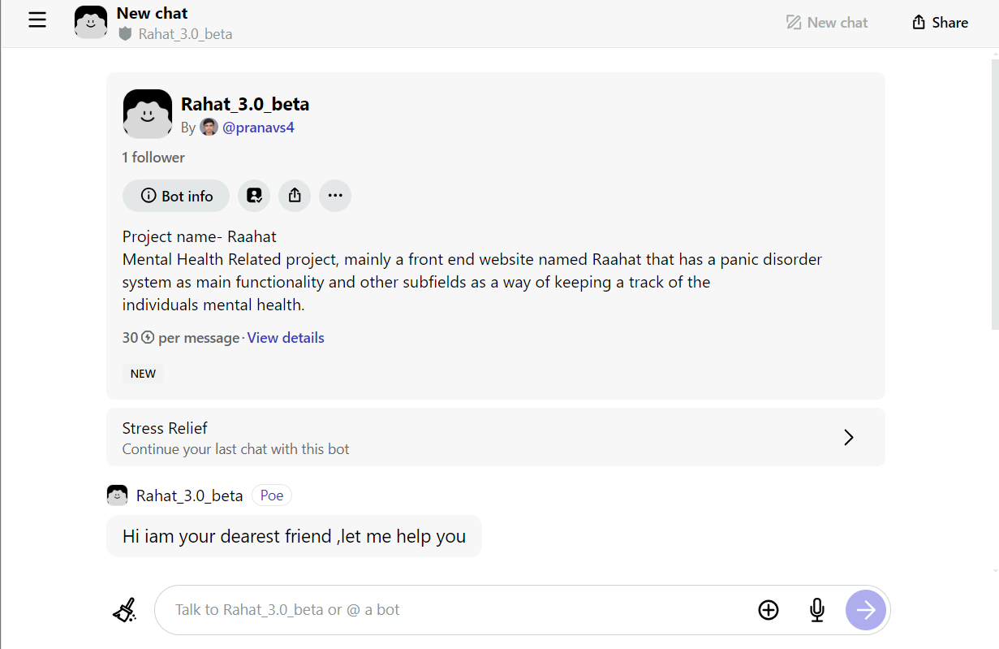 New chat
Rahat_3.0_beta
New chat
Share
Rahat_3.0_beta
By @pranavs4
1 follower
Bot info
Project name- Raahat
Mental Health Related project, mainly a front end website named Raahat that has a panic disorder
system as main functionality and other subfields as a way of keeping a track of the
individuals mental health.
30 per message · View details
NEW
Stress Relief
Continue your last chat with this bot
Rahat_3.0_beta Poe
Hi iam your dearest friend ,let me help you
Talk to Rahat_3.0_beta or @ a bot